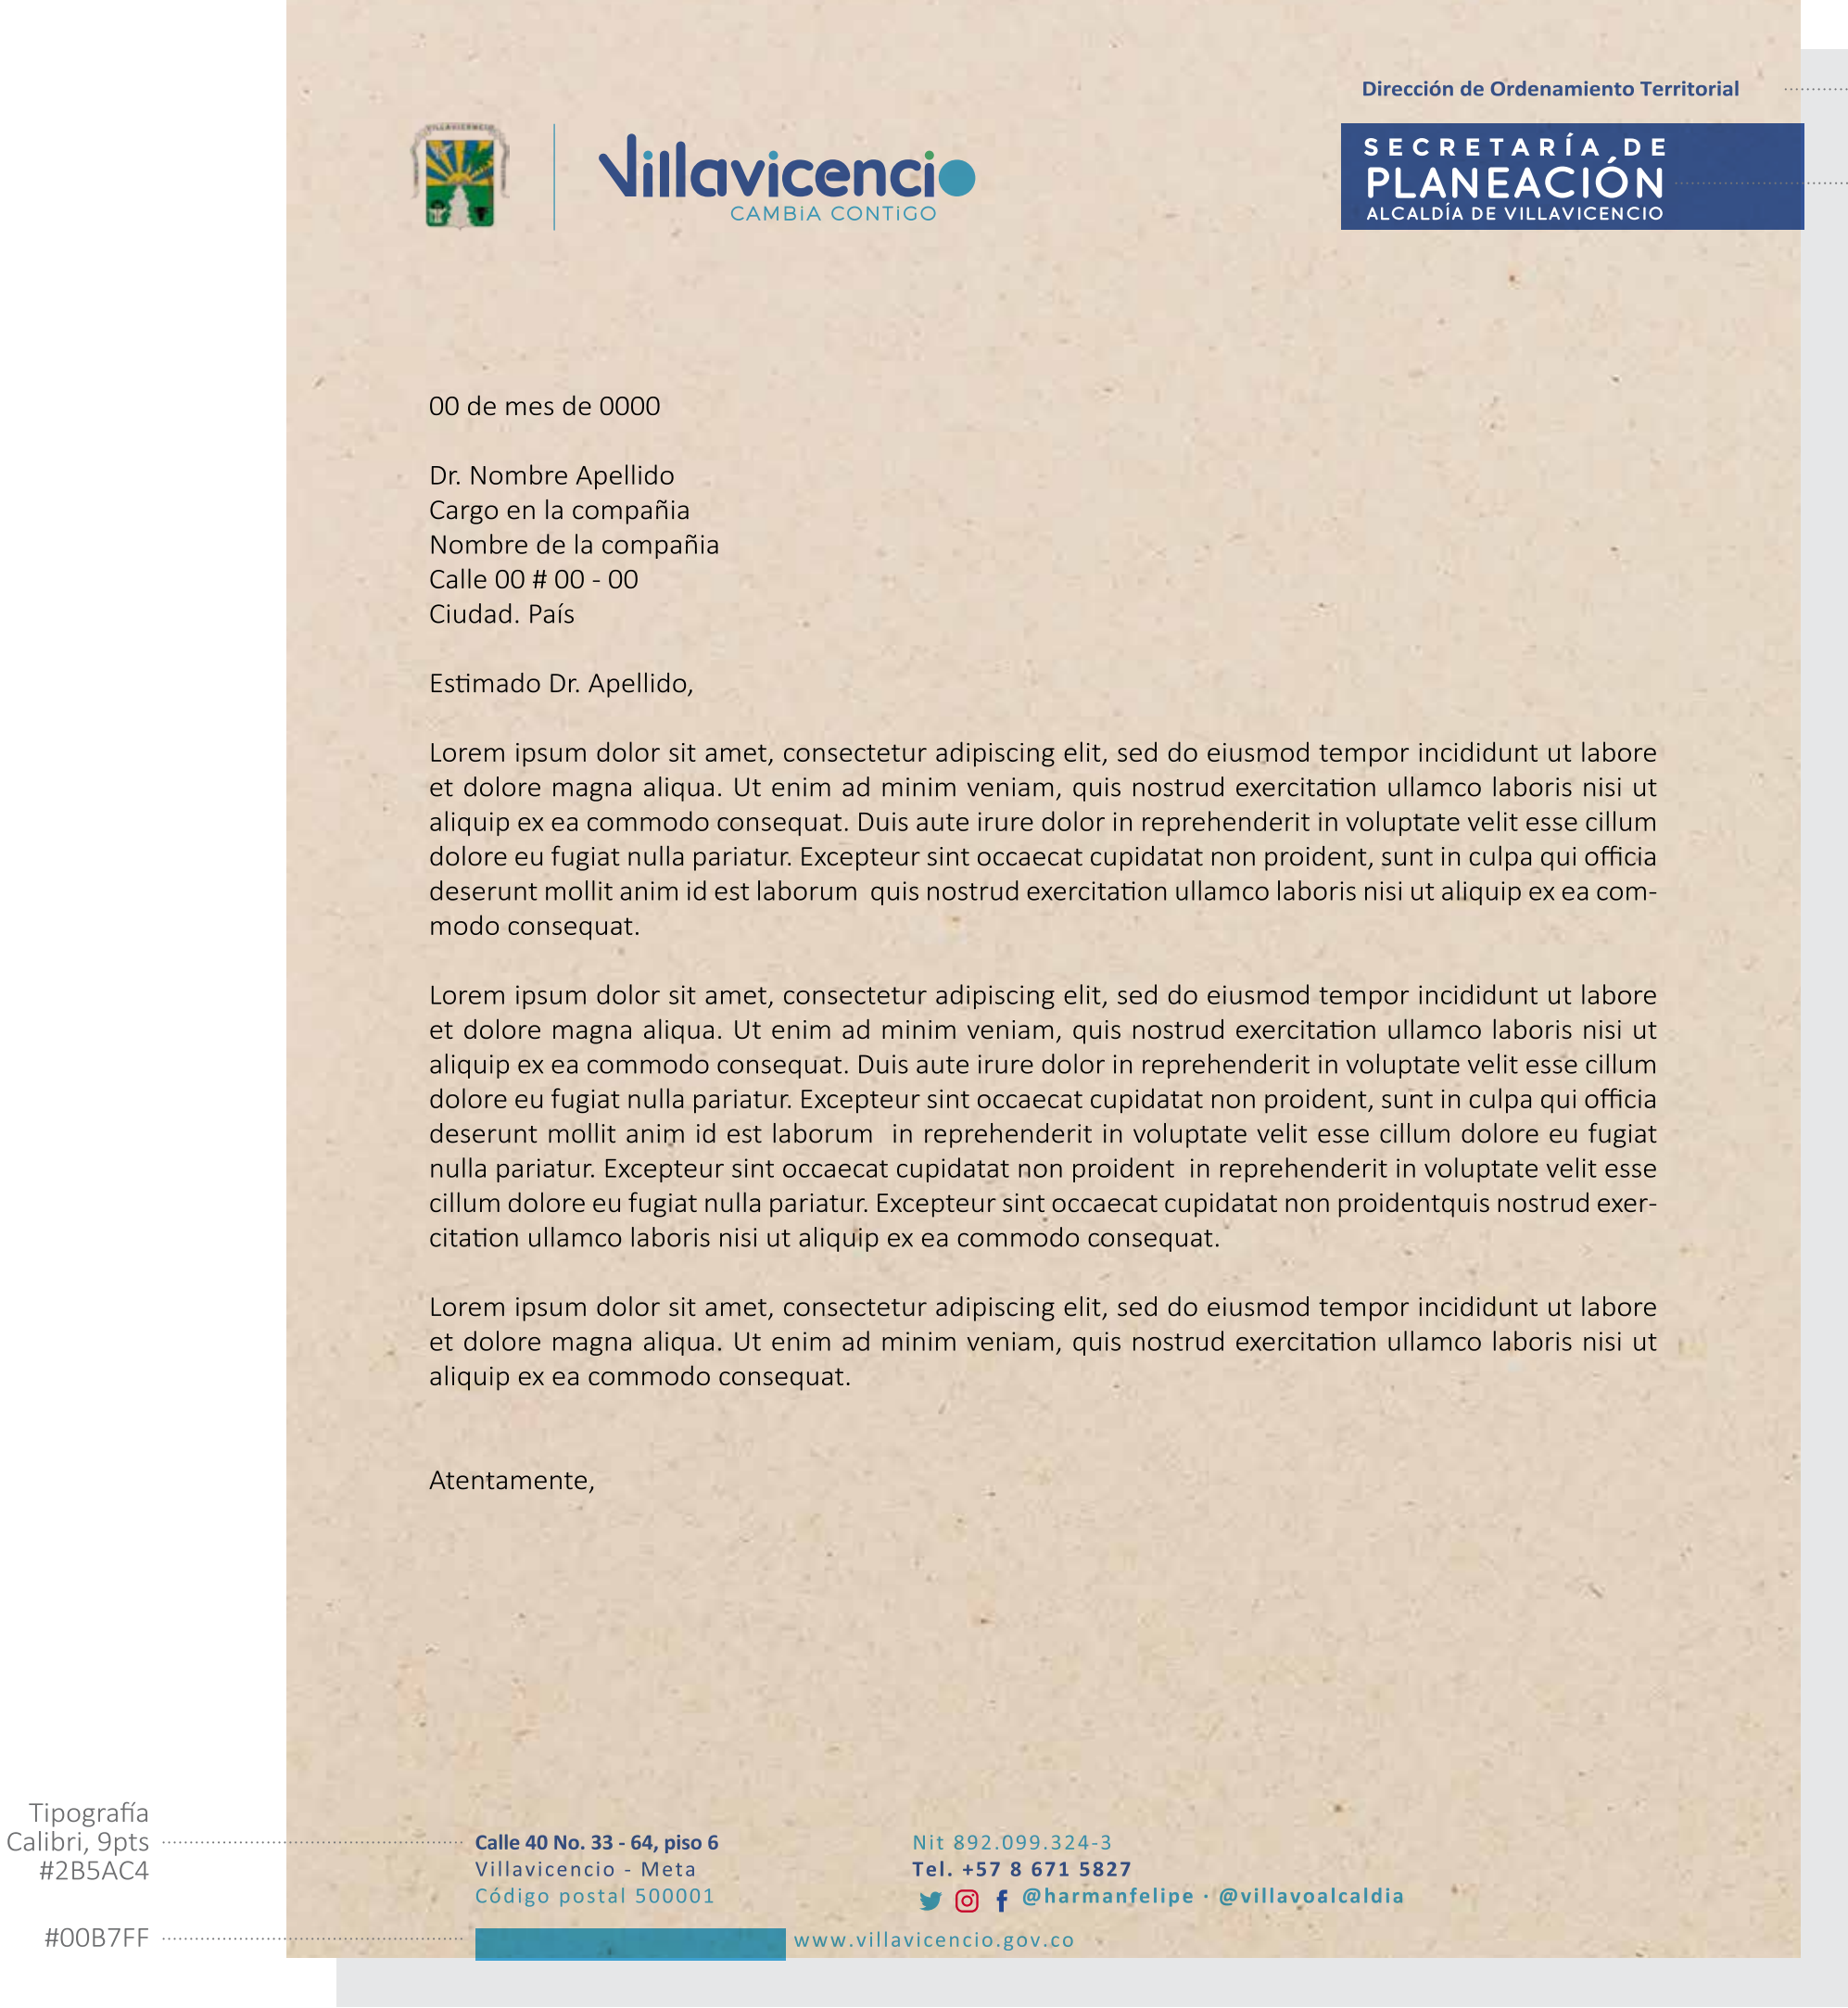 Dirección de Ordenamiento Territorial
VILLAVICENCIO
Villavicencio
CAMBiA CONTiGO
SECRETARÍA DE
PLANEACIÓN
ALCALDÍA DE VILLAVICENCIO
00 de mes de 0000
Dr. Nombre Apellido
Cargo en la compañia
Nombre de la compañia
Calle 00 # 00 - 00
Ciudad. País
Estimado Dr. Apellido,
Lorem ipsum dolor sit amet, consectetur adipiscing elit, sed do eiusmod tempor incididunt ut labore
et dolore magna aliqua. Ut enim ad minim veniam, quis nostrud exercitation ullamco laboris nisi ut
aliquip ex ea commodo consequat. Duis aute irure dolor in reprehenderit in voluptate velit esse cillum
dolore eu fugiat nulla pariatur. Excepteur sint occaecat cupidatat non proident, sunt in culpa qui officia
deserunt mollit anim id est laborum  quis nostrud exercitation ullamco laboris nisi ut aliquip ex ea com-
modo consequat.
Lorem ipsum dolor sit amet, consectetur adipiscing elit, sed do eiusmod tempor incididunt ut labore
et dolore magna aliqua. Ut enim ad minim veniam, quis nostrud exercitation ullamco laboris nisi ut
aliquip ex ea commodo consequat. Duis aute irure dolor in reprehenderit in voluptate velit esse cillum
dolore eu fugiat nulla pariatur. Excepteur sint occaecat cupidatat non proident, sunt in culpa qui officia
deserunt mollit anim id est laborum  in reprehenderit in voluptate velit esse cillum dolore eu fugiat
nulla pariatur. Excepteur sint occaecat cupidatat non proident  in reprehenderit in voluptate velit esse
cillum dolore eu fugiat nulla pariatur. Excepteur sint occaecat cupidatat non proidentquis nostrud exer-
citation ullamco laboris nisi ut aliquip ex ea commodo consequat.
Lorem ipsum dolor sit amet, consectetur adipiscing elit, sed do eiusmod tempor incididunt ut labore
et dolore magna aliqua. Ut enim ad minim veniam, quis nostrud exercitation ullamco laboris nisi ut
aliquip ex ea commodo consequat.
Atentamente,
Tipografía
Calibri, 9pts
#2B5AC4
#00B7FF
Calle 40 No. 33 - 64, piso 6
Villavicencio - Meta
Código postal 500001
Nit 892.099.324-3
Tel. +57 8 671 5827
@harmanfelipe · @villavoalcaldia
www.villavicencio.gov.co